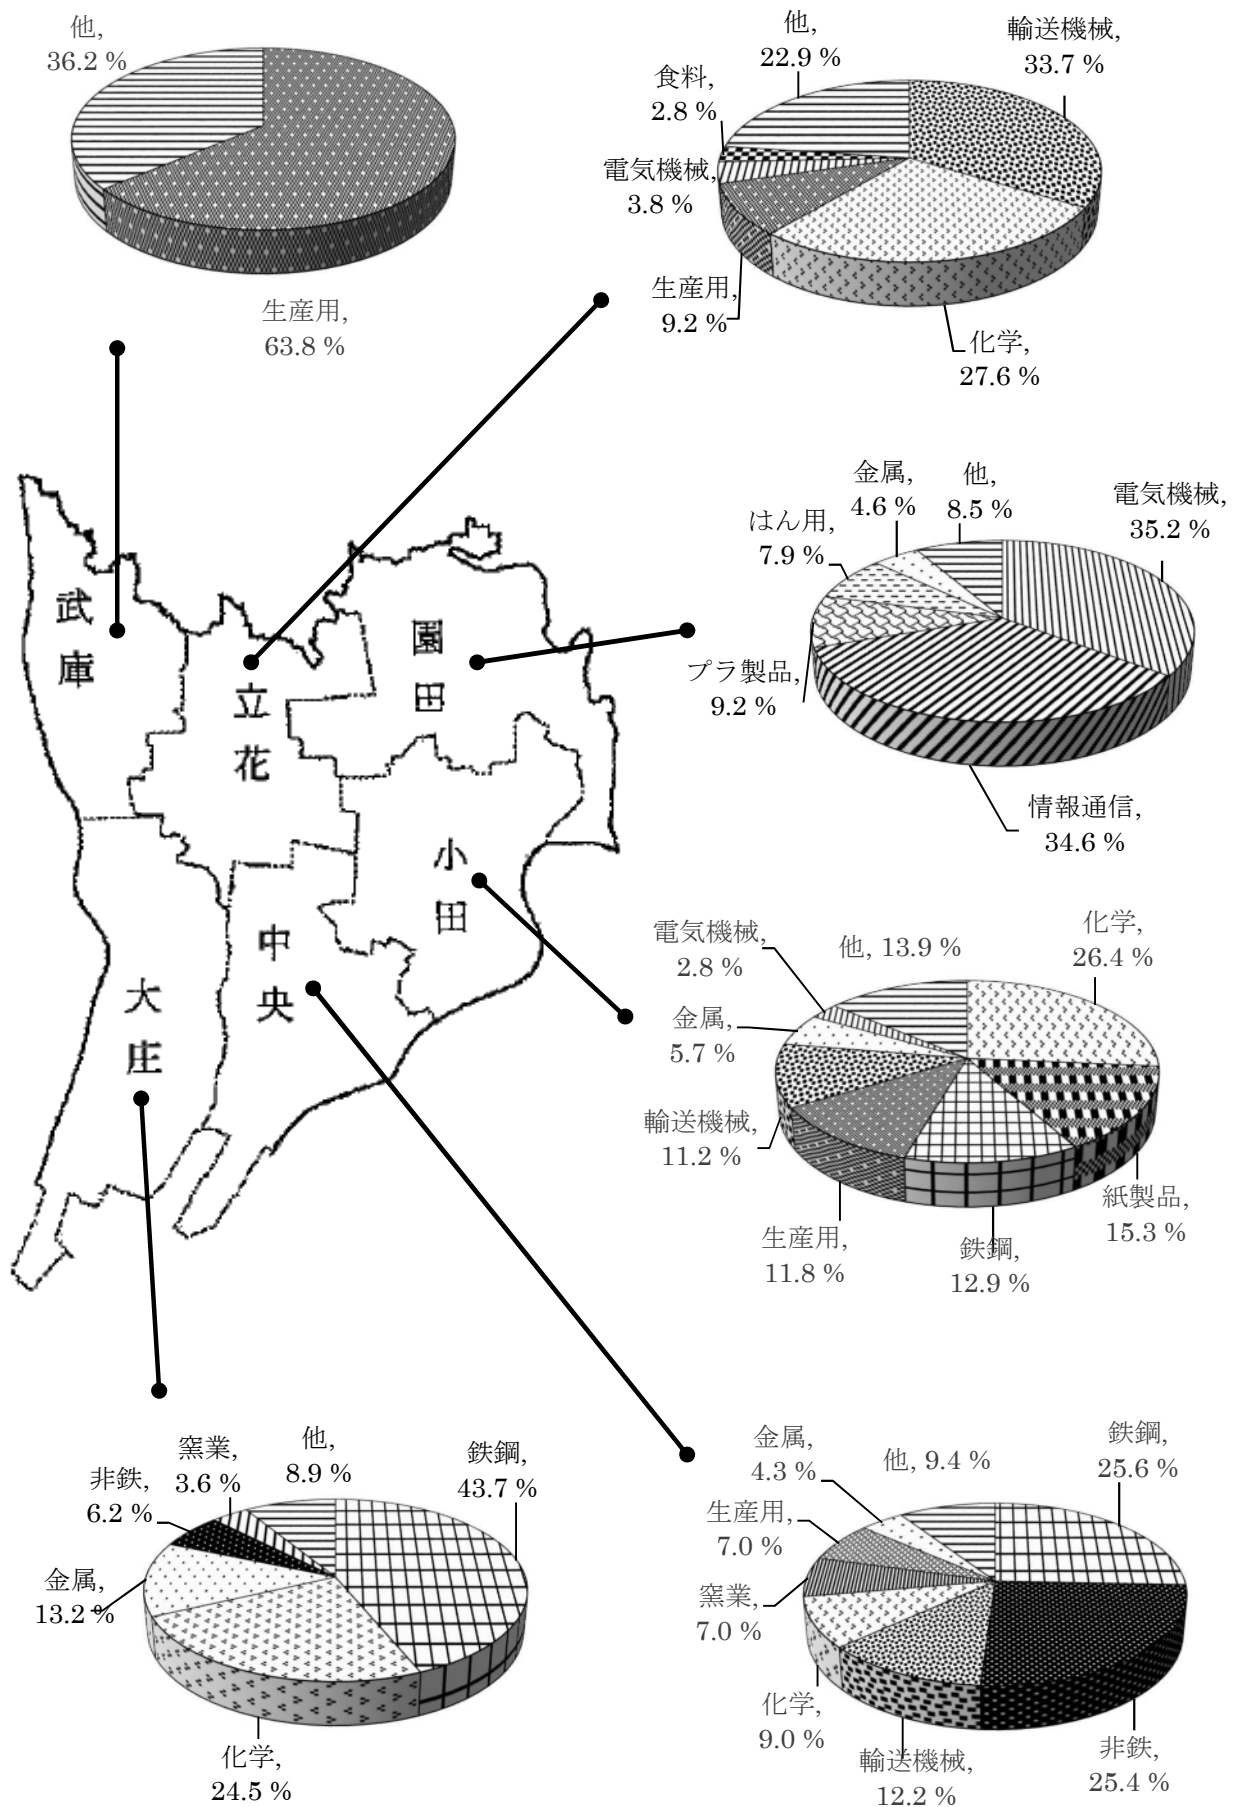 他,
36.2 %
生産用,
63.8 %
他,
22.9 %
輸送機械,
33.7 %
食料,
2.8 %
電気機械,
3.8 %
生産用,
9.2 %
化学,
27.6 %
金属,
4.6 %
他,
8.5 %
電気機械,
35.2 %
はん用,
7.9 %
プラ製品,
9.2 %
情報通信,
34.6 %
武庫
立花
園田
小田
中央
大庄
電気機械,
2.8 %
他, 13.9 %
化学,
26.4 %
金属,
5.7 %
輸送機械,
11.2 %
生産用,
11.8 %
鉄鋼,
12.9 %
紙製品,
15.3 %
窯業,
3.6 %
他,
8.9 %
鉄鋼,
43.7 %
非鉄,
6.2 %
金属,
13.2 %
化学,
24.5 %
金属,
4.3 %
他, 9.4 %
鉄鋼,
25.6 %
生産用,
7.0 %
窯業,
7.0 %
化学,
9.0 %
輸送機械,
12.2 %
非鉄,
25.4 %